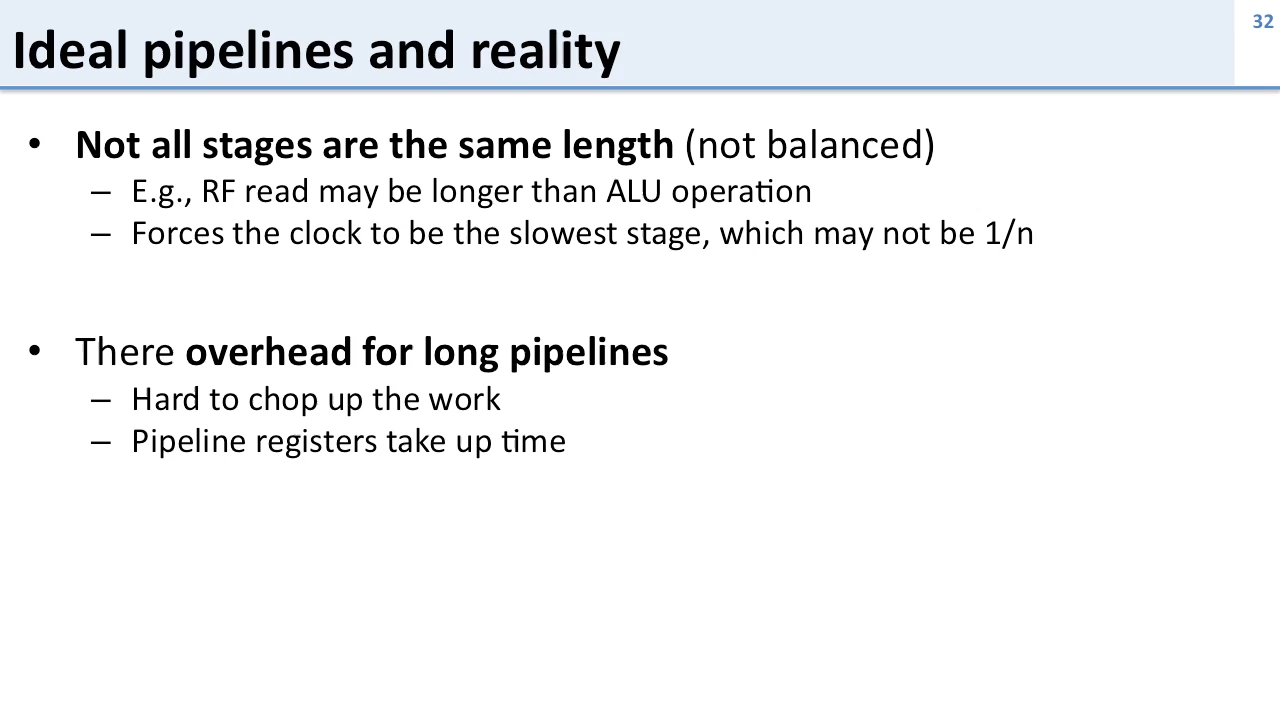 Ideal pipelines and reality
32
• Not all stages are the same length (not balanced)
– E.g., RF read may be longer than ALU operation
– Forces the clock to be the slowest stage, which may not be 1/n
• There overhead for long pipelines
– Hard to chop up the work
– Pipeline registers take up time